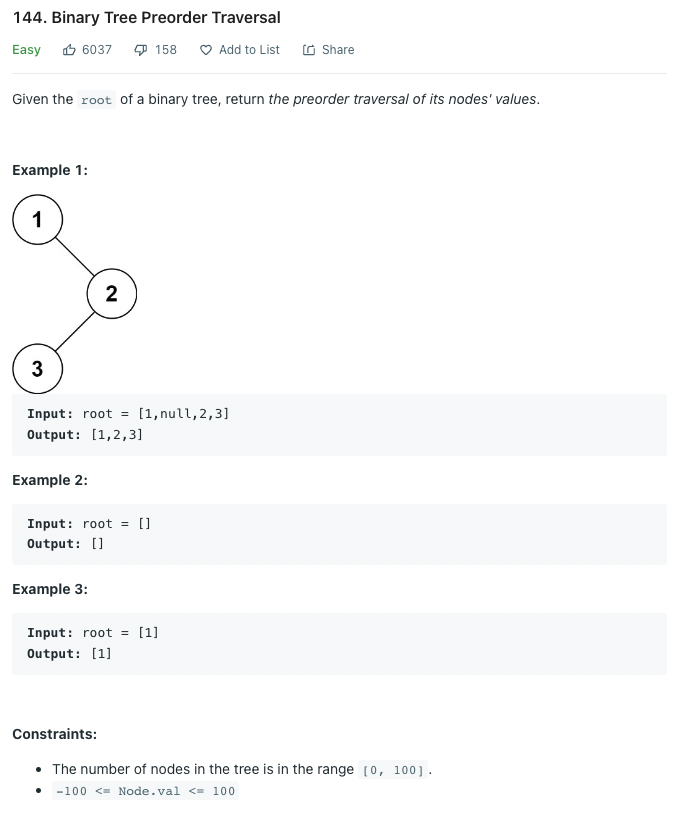 144. Binary Tree Preorder Traversal
Easy 6037 158 Add to List Share
Given the root of a binary tree, return the preorder traversal of its nodes' values.
Example 1:
1
2
3
Input: root = [1,null,2,3]
Output: [1,2,3]
Example 2:
Input: root = []
Output: []
Example 3:
Input: root = [1]
Output: [1]
Constraints:
• The number of nodes in the tree is in the range [0, 100].
• -100 <= Node.val <= 100